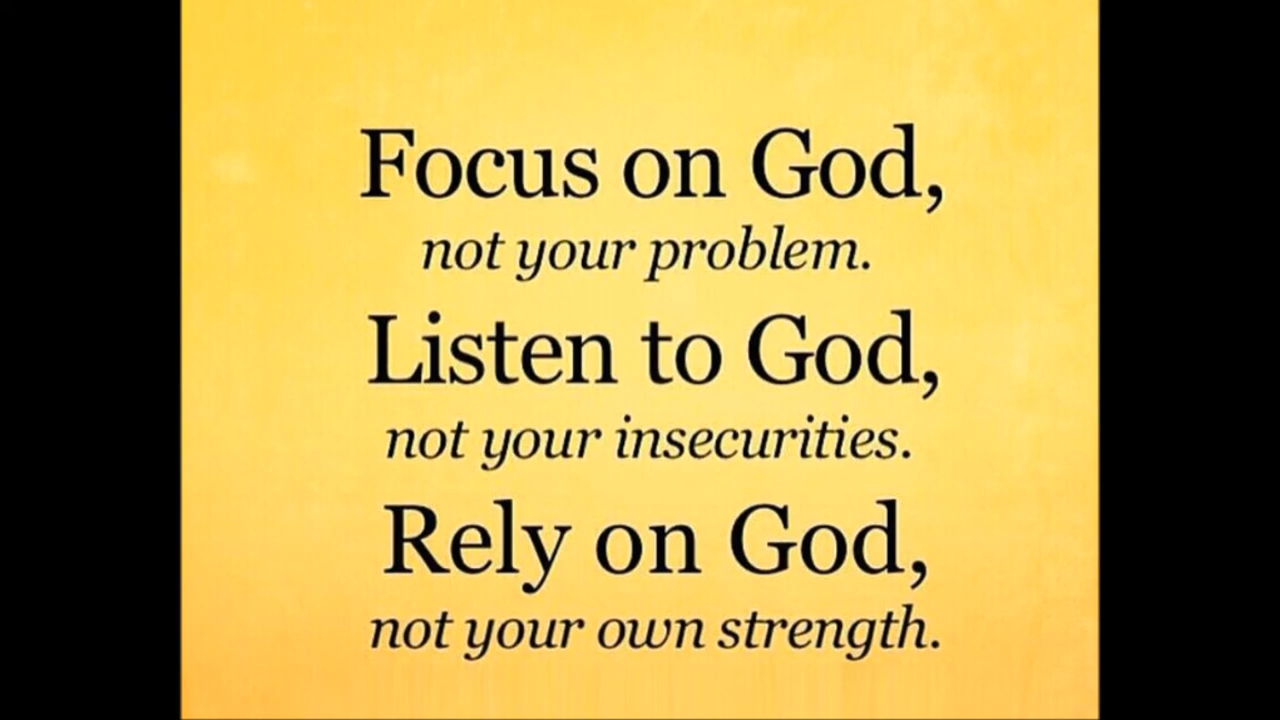 Focus on God,
not your problem.
Listen to God,
not your insecurities.
Rely on God,
not your own strength.